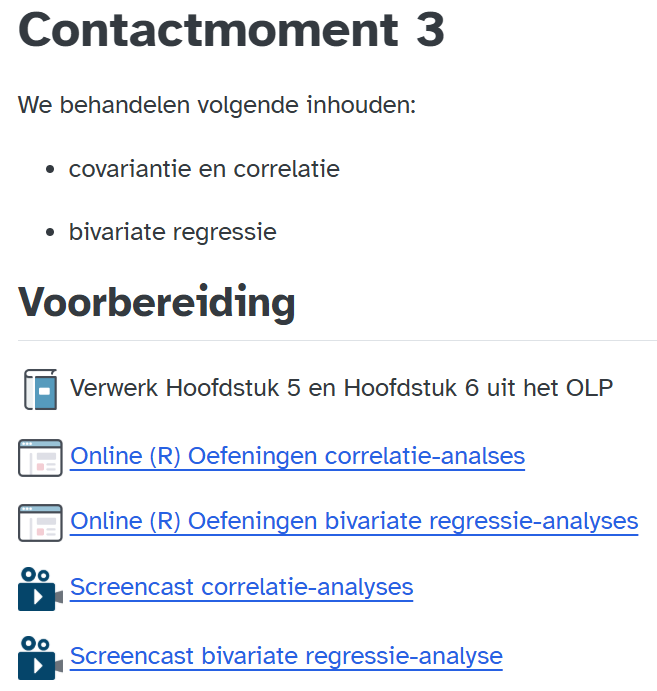 Contactmoment 3
We behandelen volgende inhouden:
• covariantie en correlatie
• bivariate regressie
Voorbereiding
Verwerk Hoofdstuk 5 en Hoofdstuk 6 uit het OLP
Online (R) Oefeningen correlatie-analses
Online (R) Oefeningen bivariate regressie-analyses
Screencast correlatie-analyses
Screencast bivariate regressie-analyse